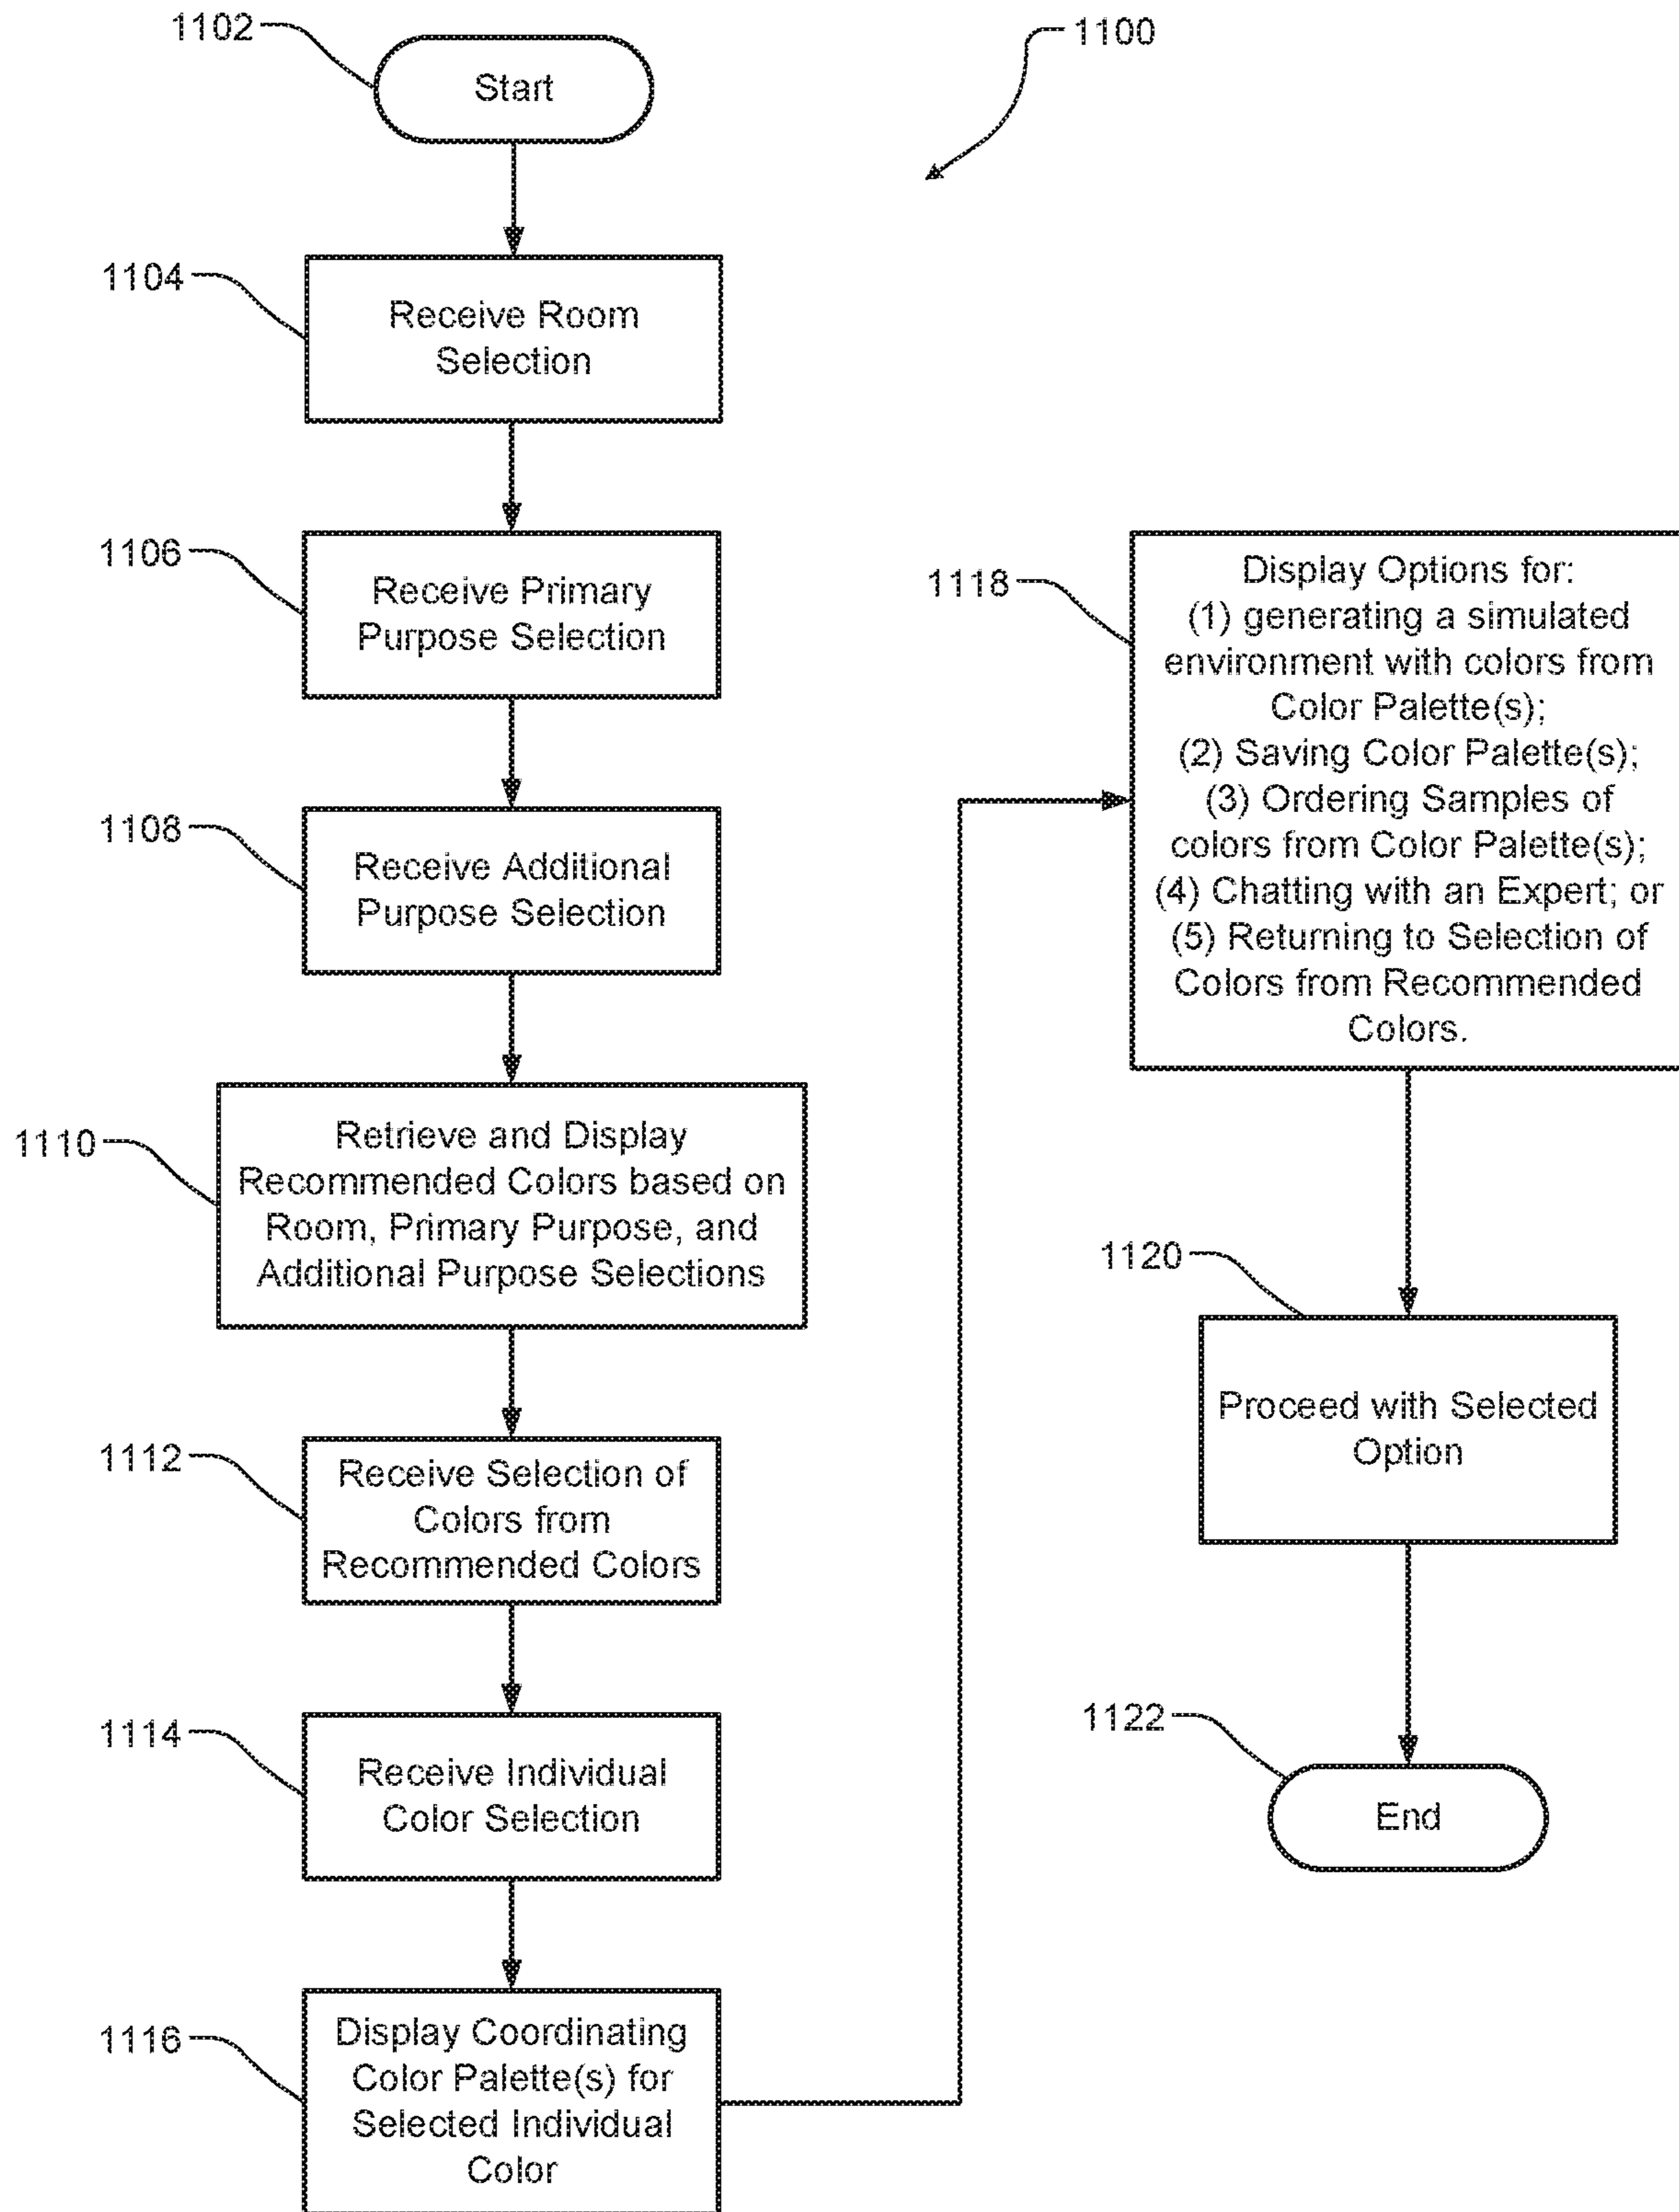 1102
Start
1100
1104
Receive Room
Selection
1106
Receive Primary
Purpose Selection
1108
Receive Additional
Purpose Selection
1110
Retrieve and Display
Recommended Colors based on
Room, Primary Purpose, and
Additional Purpose Selections
1112
Receive Selection of
Colors from
Recommended Colors
1114
Receive Individual
Color Selection
1116
Display Coordinating
Color Palette(s) for
Selected Individual
Color
1118
Display Options for:
(1) generating a simulated
environment with colors from
Color Palette(s);
(2) Saving Color Palette(s);
(3) Ordering Samples of
colors from Color Palette(s);
(4) Chatting with an Expert; or
(5) Returning to Selection of
Colors from Recommended
Colors.
1120
Proceed with Selected
Option
1122
End